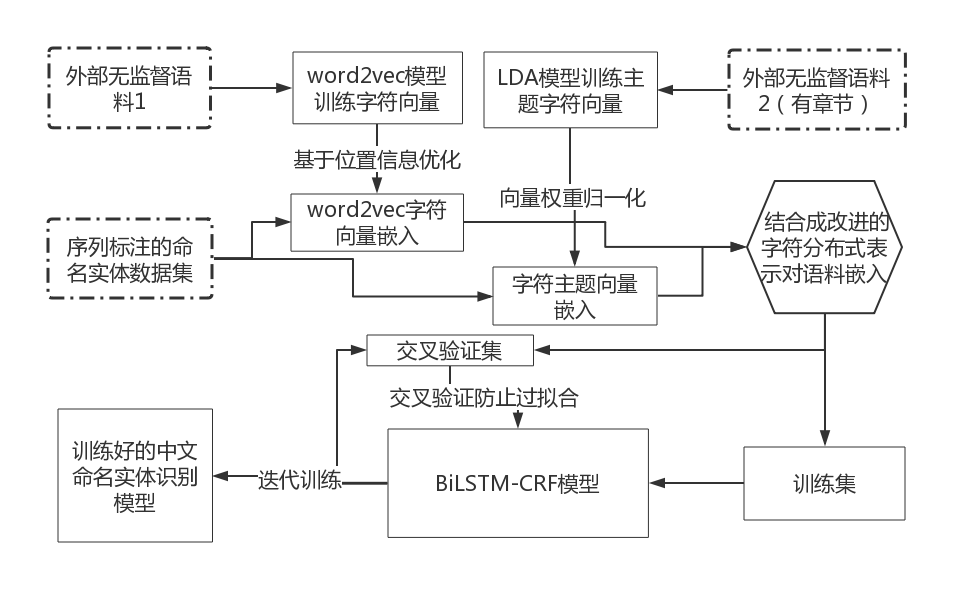 外部无监督语
料1
word2vec模型
训练字符向量
LDA模型训练主
题字符向量
外部无监督语料
2（有章节）
基于位置信息优化
向量权重归一化
序列标注的命
名实体数据集
word2vec字符
向量嵌入
字符主题向量
嵌入
结合成改进的
字符分布式表
示对语料嵌入
交叉验证集
交叉验证防止过拟合
训练好的中文
命名实体识别
模型
迭代训练
BiLSTM-CRF模型
训练集